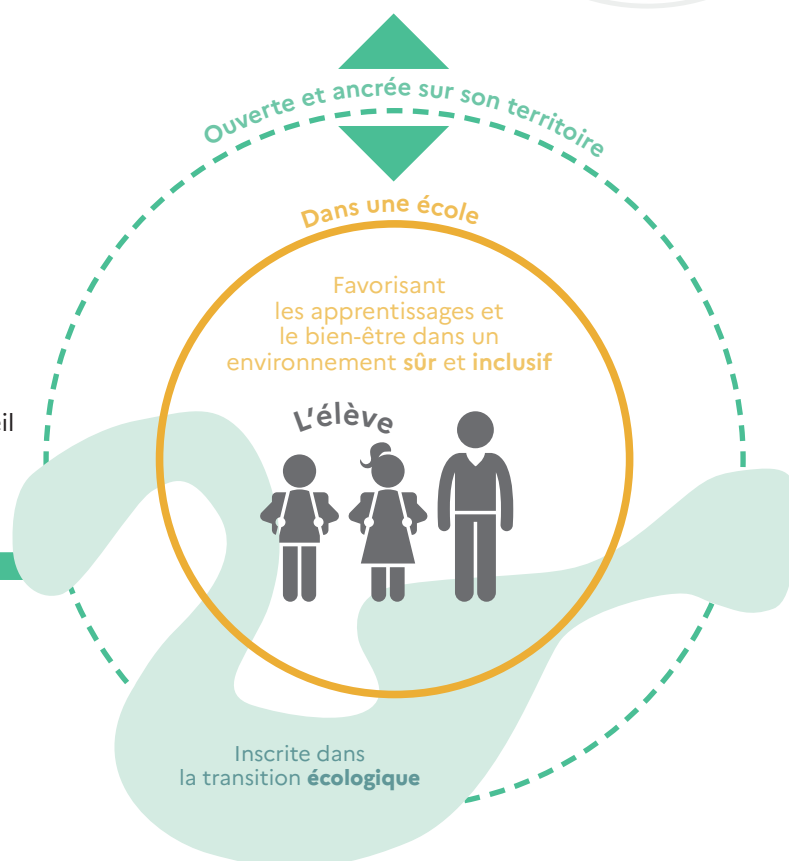 Ouverte et ancrée sur son territoire
Dans une école
Favorisant
les apprentissages et
le bien-être dans un
environnement sûr et inclusif
eil
L'élève
Inscrite dans
la transition écologique